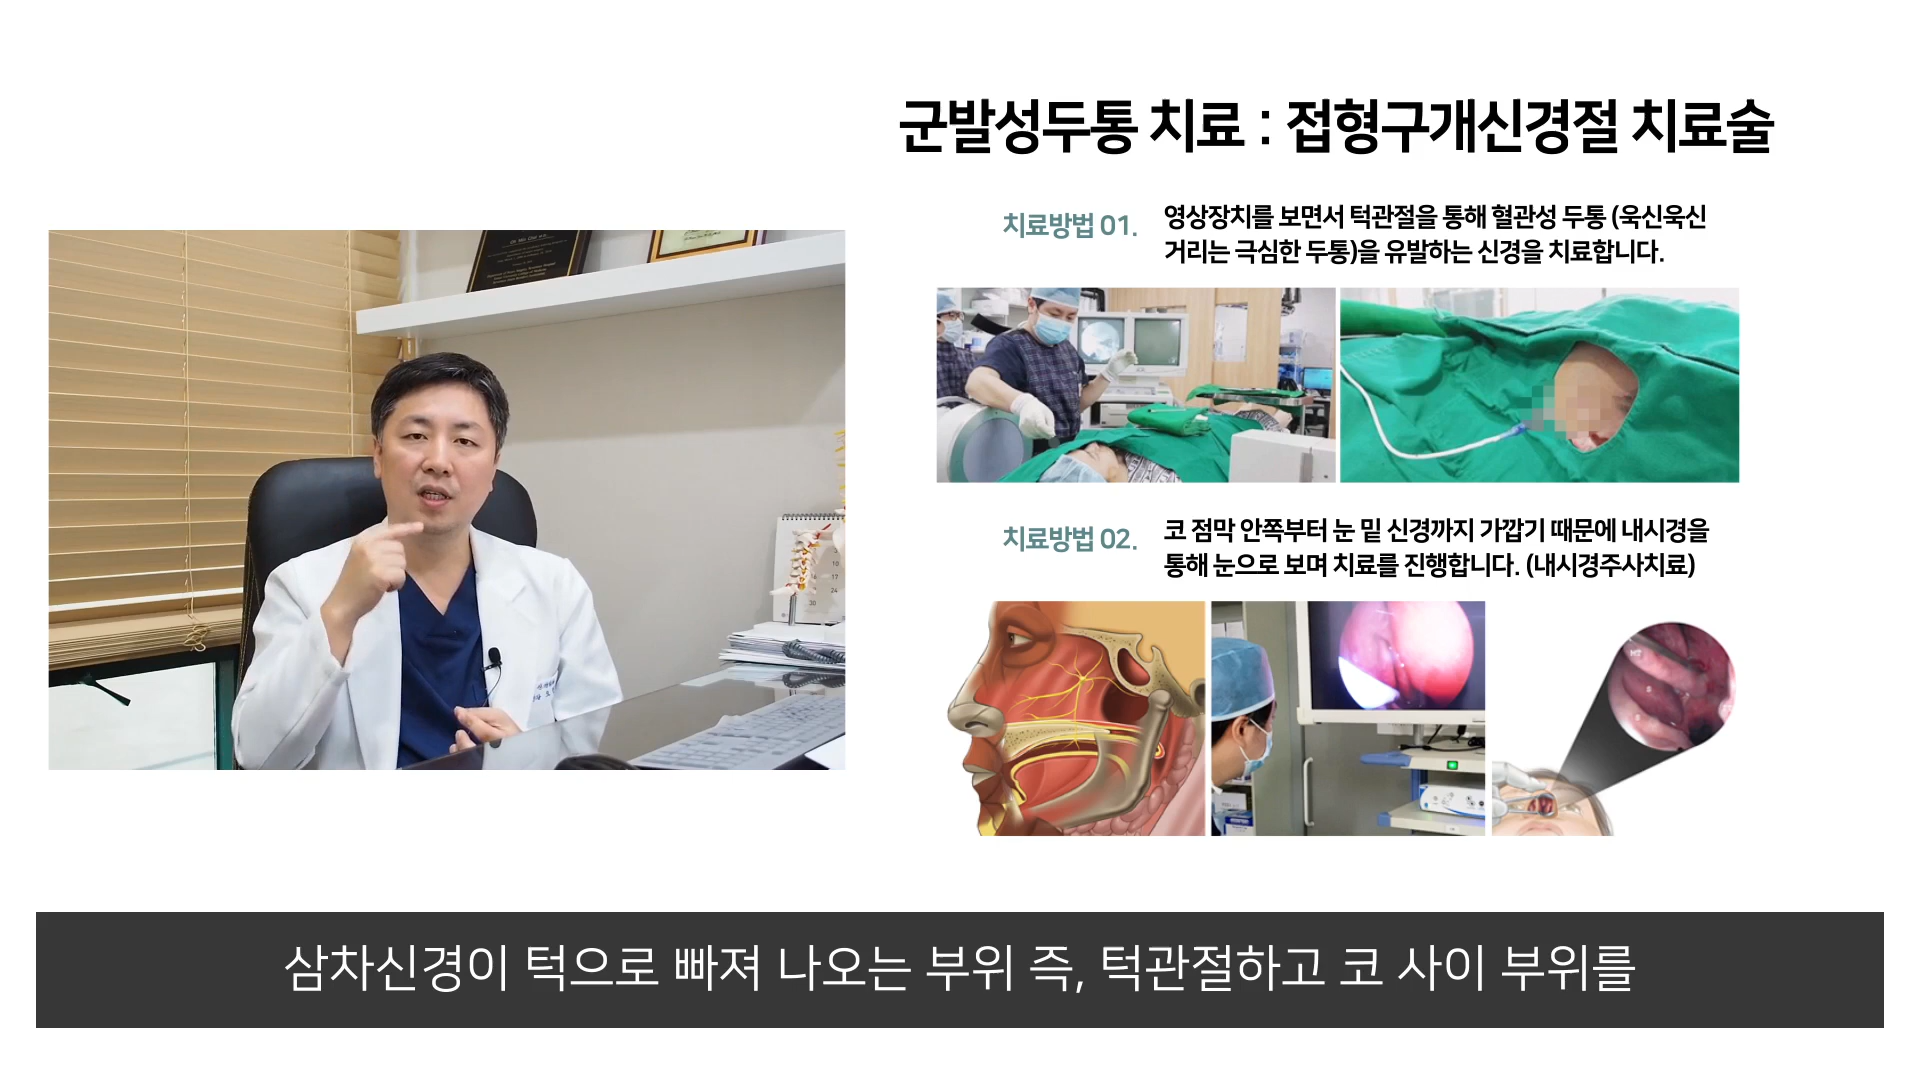 군발성두통 치료 : 접형구개신경절 치료술
치료방법 01.
영상장치를 보면서 턱관절을 통해 혈관성 두통 (욱신욱신
거리는 극심한 두통)을 유발하는 신경을 치료합니다.
치료방법 02.
코 점막 안쪽부터 눈 밑 신경까지 가깝기 때문에 내시경을
통해 눈으로 보며 치료를 진행합니다. (내시경주사치료)
삼차신경이 턱으로 빠져 나오는 부위 즉, 턱관절하고 코 사이 부위를